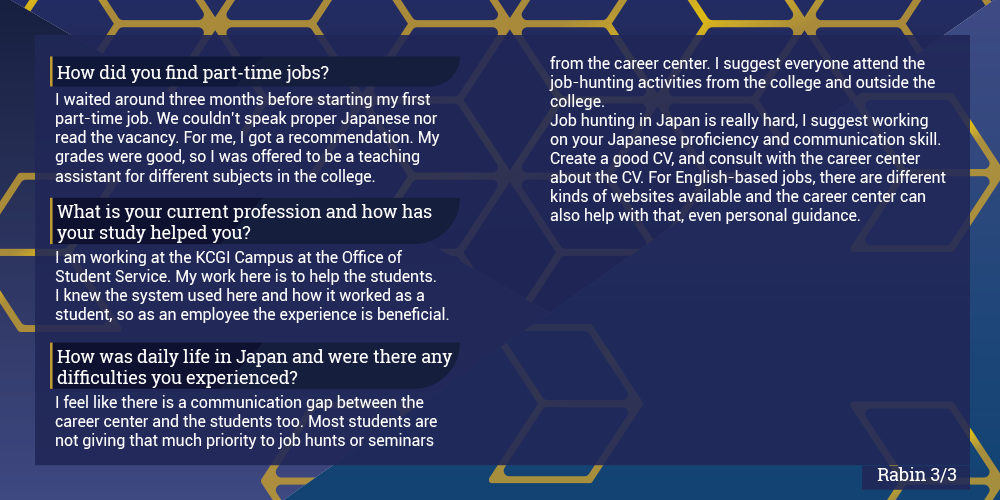 How did you find part-time jobs?
I waited around three months before starting my first
part-time job. We couldn't speak proper Japanese nor
read the vacancy. For me, I got a recommendation. My
grades were good, so I was offered to be a teaching
assistant for different subjects in the college.
What is your current profession and how has
your study helped you?
I am working at the KCGI Campus at the Office of
Student Service. My work here is to help the students.
I knew the system used here and how it worked as a
student, so as an employee the experience is beneficial.
How was daily life in Japan and were there any
difficulties you experienced?
I feel like there is a communication gap between the
career center and the students too. Most students are
not giving that much priority to job hunts or seminars
from the career center. I suggest everyone attend the
job-hunting activities from the college and outside the
college.
Job hunting in Japan is really hard, I suggest working
on your Japanese proficiency and communication skill.
Create a good CV, and consult with the career center
about the CV. For English-based jobs, there are different
kinds of websites available and the career center can
also help with that, even personal guidance.
Rabin 3/3